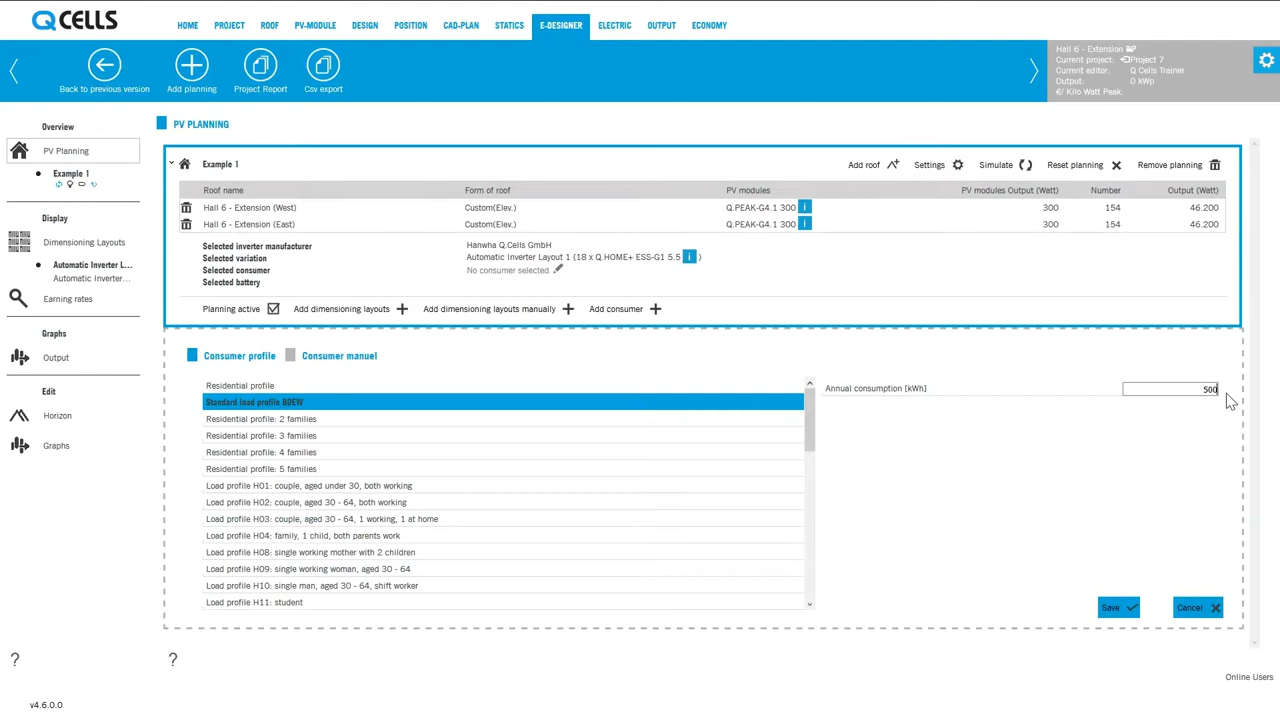 Q CELLS
HOME PROJECT ROOF PV-MODULE DESIGN POSITION CAD-PLAN STATICS E-DESIGNER ELECTRIC OUTPUT ECONOMY
Back to previous version Add planning Project Report Csv export
Hall 6 - Extension
Current project: Project 7
Current editor: Q Cells Trainer
Output: 0 kWp
€/ Kilo Watt Peak:
Overview
PV Planning
Example 1
Display
Dimensioning Layouts
Automatic Inverter L...
Automatic Inverter...
Earning rates
Graphs
Output
Edit
Horizon
Graphs
PV PLANNING
Example 1 Add roof Settings Simulate Reset planning Remove planning
Roof name Form of roof PV modules PV modules Output (Watt) Number Output (Watt)
Hall 6 - Extension (West) Custom(Elev.) Q.PEAK-G4.1 300 i 300 154 46.200
Hall 6 - Extension (East) Custom(Elev.) Q.PEAK-G4.1 300 i 300 154 46.200
Selected inverter manufacturer Hanwha Q.Cells GmbH
Selected variation Automatic Inverter Layout 1 (18 x Q.HOME+ ESS-G1 5.5 i )
Selected consumer No consumer selected
Selected battery
Planning active Add dimensioning layouts Add dimensioning layouts manually Add consumer
Consumer profile Consumer manuel
Residential profile
Standard load profile BDEW
Residential profile: 2 families
Residential profile: 3 families
Residential profile: 4 families
Residential profile: 5 families
Load profile H01: couple, aged under 30, both working
Load profile H02: couple, aged 30 - 64, both working
Load profile H03: couple, aged 30 - 64, 1 working, 1 at home
Load profile H04: family, 1 child, both parents work
Load profile H08: single working mother with 2 children
Load profile H09: single working woman, aged 30 - 64
Load profile H10: single man, aged 30 - 64, shift worker
Load profile H11: student
Annual consumption [kWh] 500
Save Cancel
? ?
Online Users
v4.6.0.0